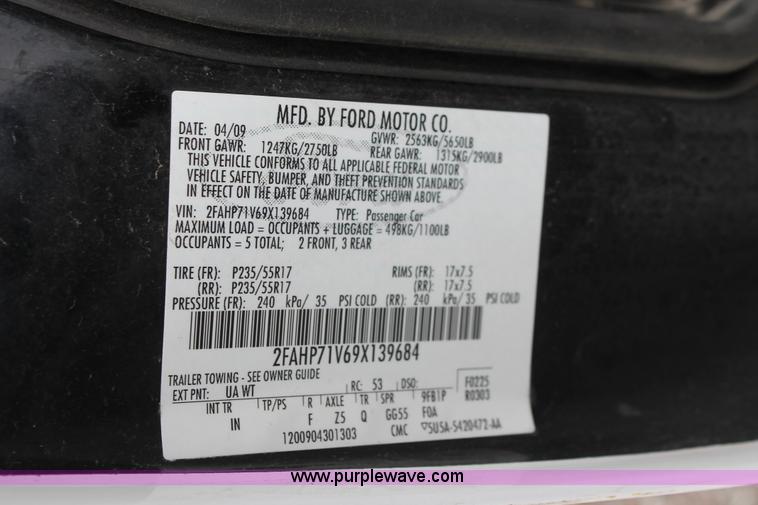 MFD. BY FORD MOTOR CO.
DATE: 04/09 GVWR: 2563KG/5650LB
FRONT GAWR: 1247KG/2750LB REAR GAWR: 1315KG/2900LB
THIS VEHICLE CONFORMS TO ALL APPLICABLE FEDERAL MOTOR
VEHICLE SAFETY, BUMPER, AND THEFT PREVENTION STANDARDS
IN EFFECT ON THE DATE OF MANUFACTURE SHOWN ABOVE.
VIN: 2FAHP71V69X139684 TYPE: Passenger Car
MAXIMUM LOAD = OCCUPANTS + LUGGAGE = 498KG/1100LB
OCCUPANTS = 5 TOTAL; 2 FRONT, 3 REAR
TIRE (FR): P235/55R17 RIMS (FR): 17x7.5
(RR): P235/55R17 (RR): 17x7.5
PRESSURE (FR): 240 kPa/ 35 PSI COLD (RR): 240 kPa/ 35 PSI COLD
2FAHP71V69X139684
TRAILER TOWING - SEE OWNER GUIDE
EXT PNT: UA WT RC: 53 DSO: F0225
R0303
INT TR TP/PS R AXLE TR SPR 9FB1P
IN F Z5 Q GG55 FOA
1200904301303 CMC ▽5U5A-5420472-AA
www.purplewave.com